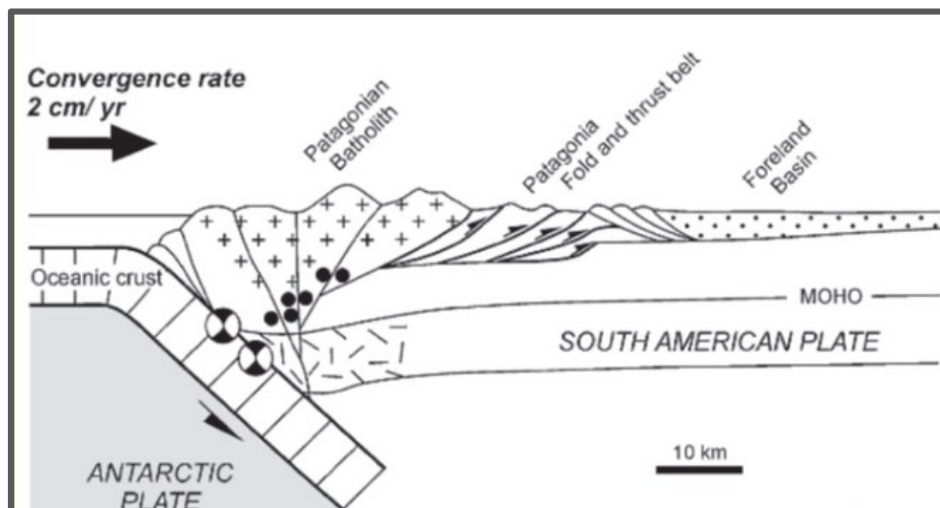 Convergence rate
2 cm/ yr
Patagonian
Batholith
Patagonia
Fold and thrust belt
Foreland
Basin
Oceanic crust
MOHO
SOUTH AMERICAN PLATE
10 km
ANTARCTIC
PLATE